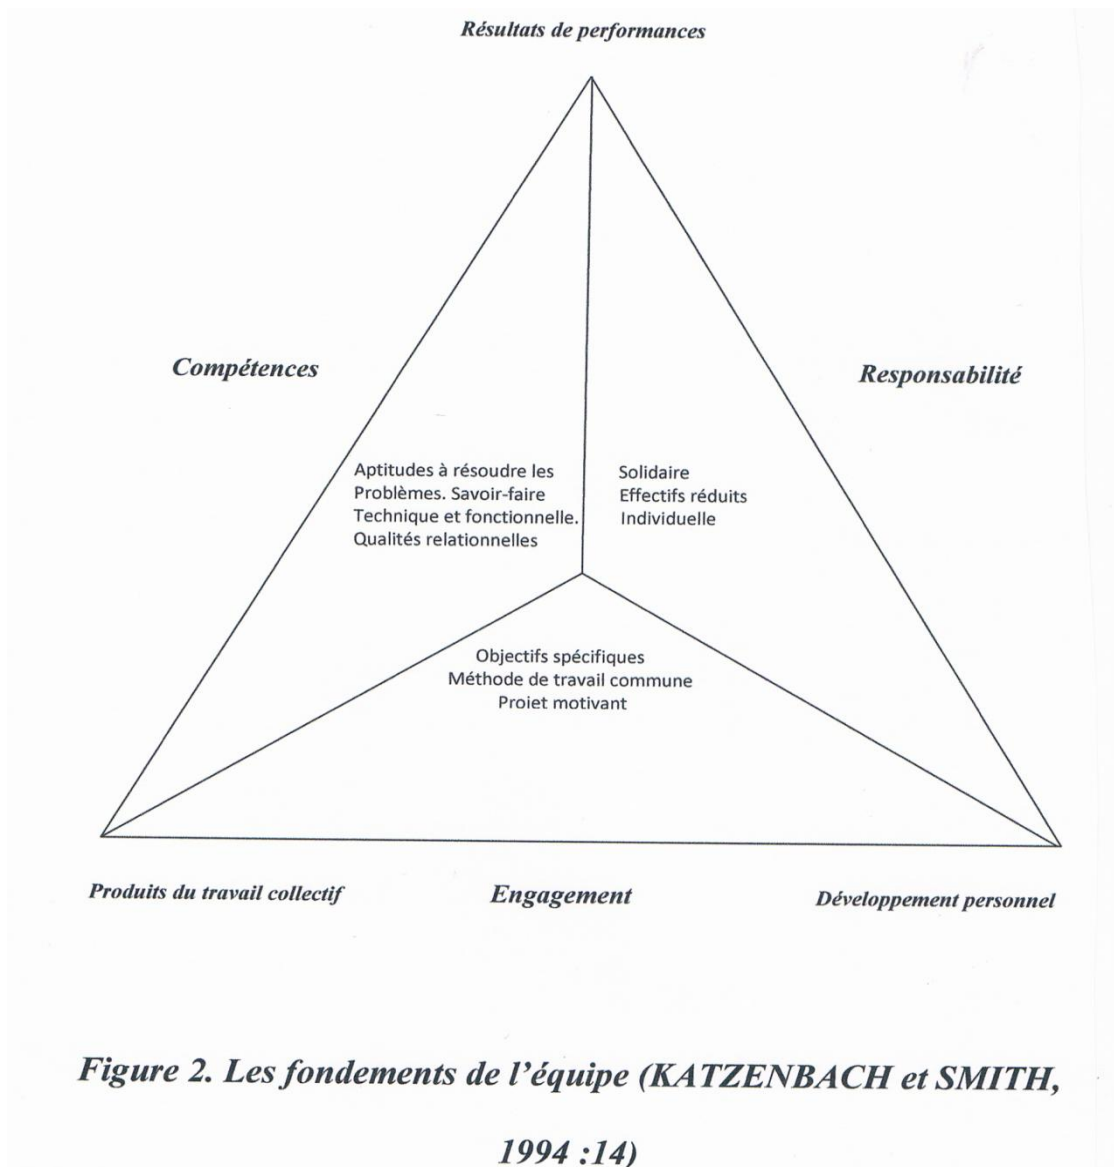 Résultats de performances
Compétences
Responsabilité
Aptitudes à résoudre les
Problèmes. Savoir-faire
Technique et fonctionnelle.
Qualités relationnelles
Solidaire
Effectifs réduits
Individuelle
Objectifs spécifiques
Méthode de travail commune
Projet motivant
Produits du travail collectif
Engagement
Développement personnel
Figure 2. Les fondements de l’équipe (KATZENBACH et SMITH,
1994 :14)